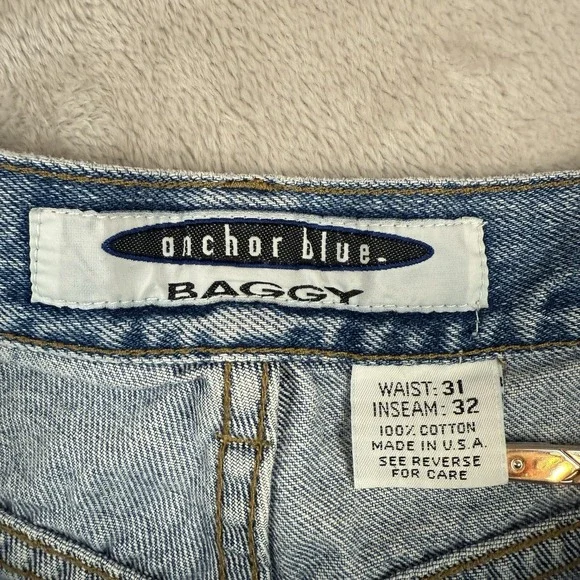 anchor blue.
BAGGY
WAIST: 31
INSEAM: 32
100% COTTON
MADE IN U.S.A.
SEE REVERSE
FOR CARE